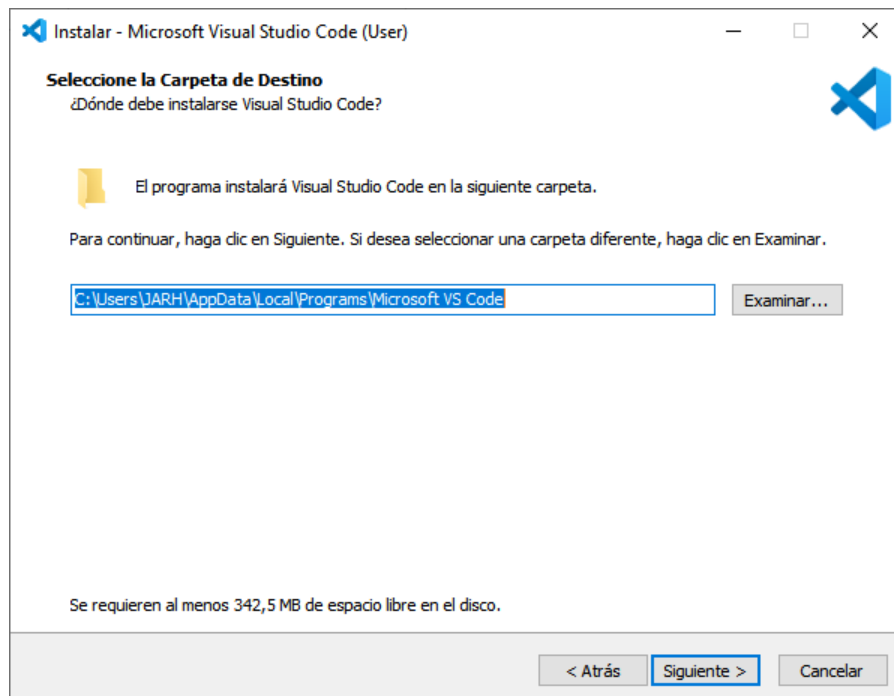 Instalar - Microsoft Visual Studio Code (User)
Seleccione la Carpeta de Destino
¿Dónde debe instalarse Visual Studio Code?
El programa instalará Visual Studio Code en la siguiente carpeta.
Para continuar, haga clic en Siguiente. Si desea seleccionar una carpeta diferente, haga clic en Examinar.
C:\Users\JARH\AppData\Local\Programs\Microsoft VS Code
Examinar...
Se requieren al menos 342,5 MB de espacio libre en el disco.
< Atrás
Siguiente >
Cancelar